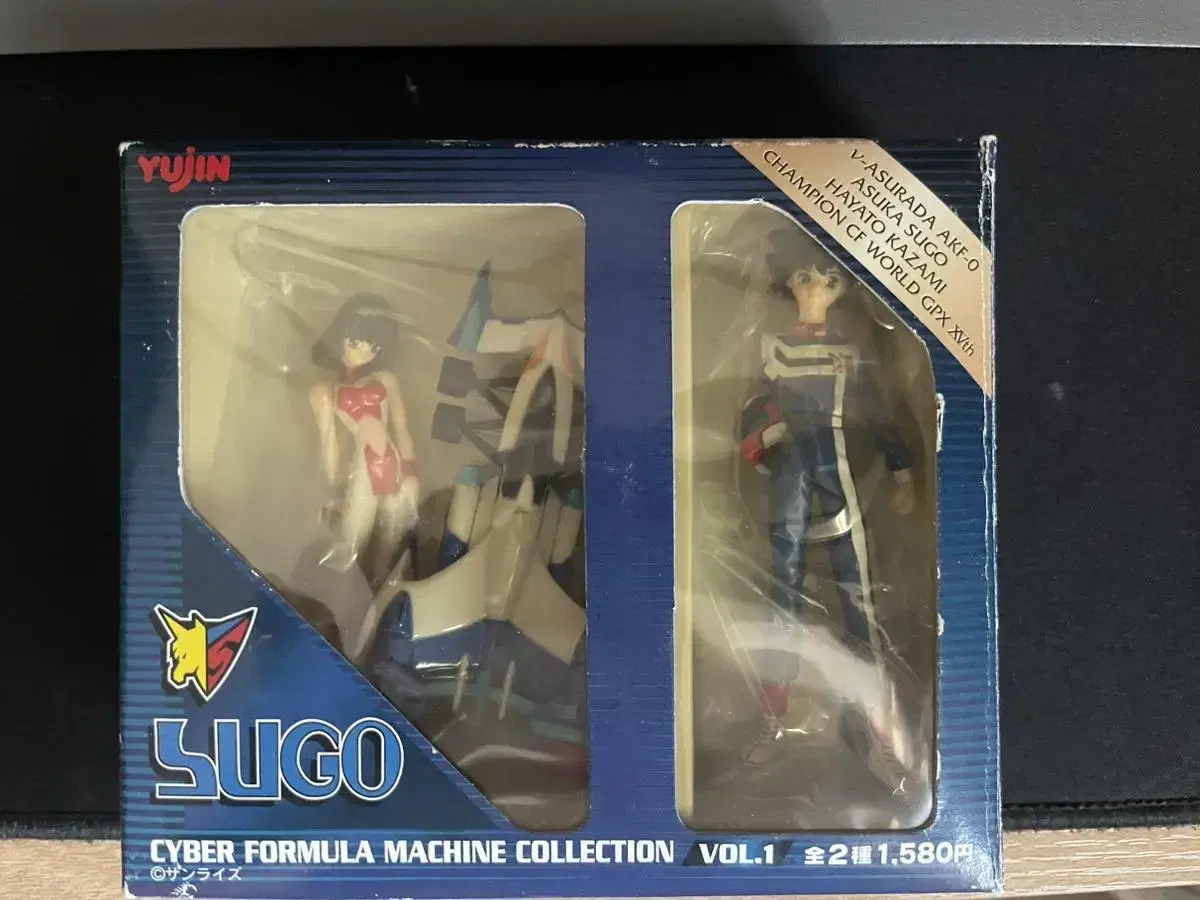 YUJIN
ν-ASURADA AKF-0
ASUKA SUGO
HAYATO KAZAMI
CHAMPION CF WORLD GPX XVth
S
SUGO
CYBER FORMULA MACHINE COLLECTION VOL.1 全2種 1,580円
©サンライズ